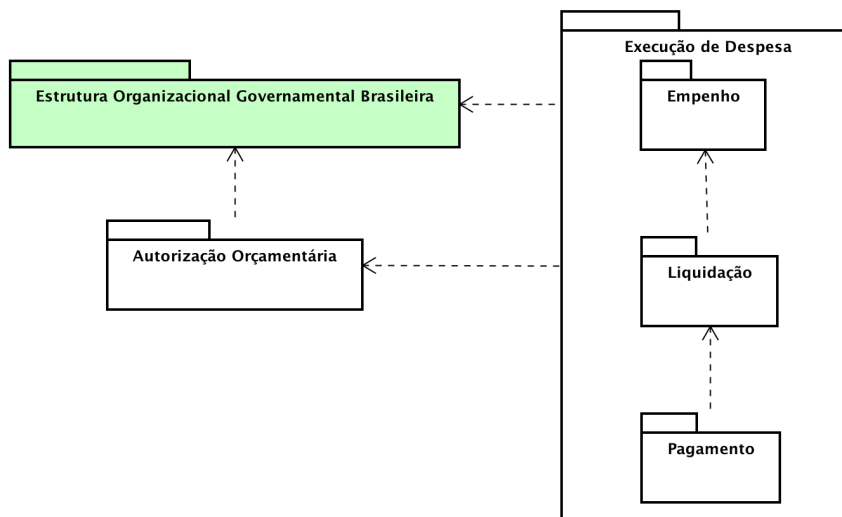 Execução de Despesa
Estrutura Organizacional Governamental Brasileira
Empenho
Autorização Orçamentária
Liquidação
Pagamento